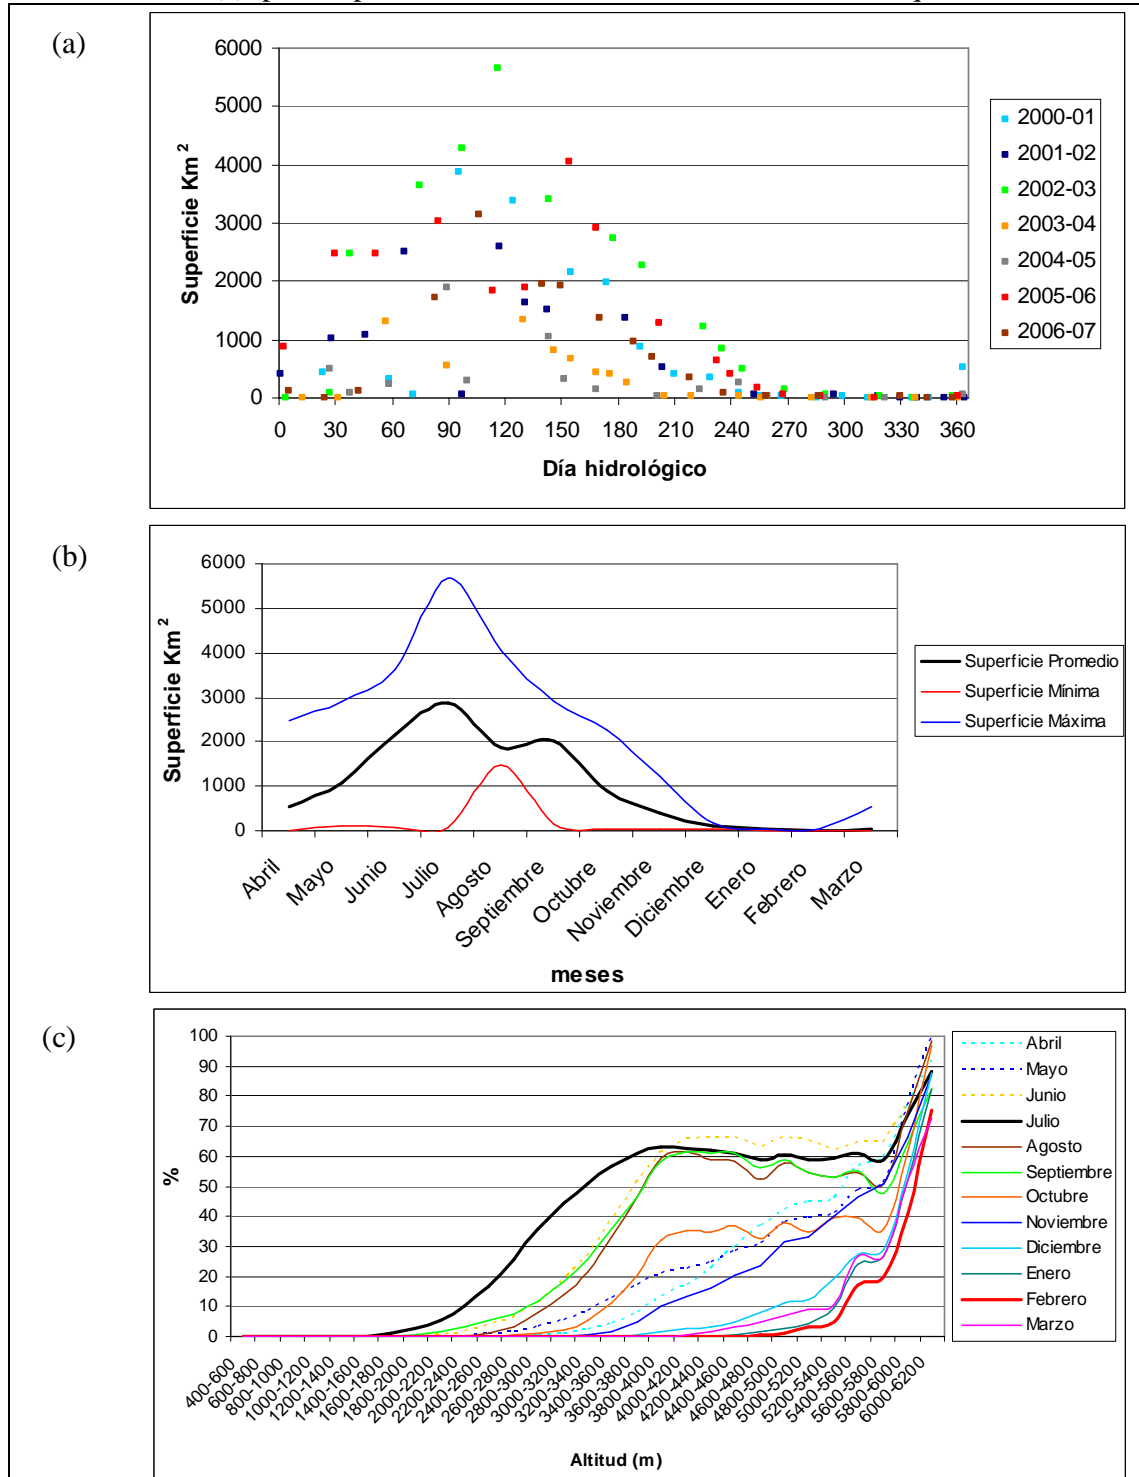 (a)
6000
5000
4000
3000
2000
1000
0
Superficie Km²
0 30 60 90 120 150 180 210 240 270 300 330 360
Día hidrológico
2000-01
2001-02
2002-03
2003-04
2004-05
2005-06
2006-07
(b)
6000
5000
4000
3000
2000
1000
0
Superficie Km²
Abril Mayo Junio Julio Agosto Septiembre Octubre Noviembre Diciembre Enero Febrero Marzo
meses
Superficie Promedio
Superficie Mínima
Superficie Máxima
(c)
100
90
80
70
60
50
40
30
20
10
0
%
400-600 600-800 800-1000 1000-1200 1200-1400 1400-1600 1600-1800 1800-2000 2000-2200 2200-2400 2400-2600 2600-2800 2800-3000 3000-3200 3200-3400 3400-3600 3600-3800 3800-4000 4000-4200 4200-4400 4400-4600 4600-4800 4800-5000 5000-5200 5200-5400 5400-5600 5600-5800 5800-6000 6000-6200
Altitud (m)
Abril
Mayo
Junio
Julio
Agosto
Septiembre
Octubre
Noviembre
Diciembre
Enero
Febrero
Marzo